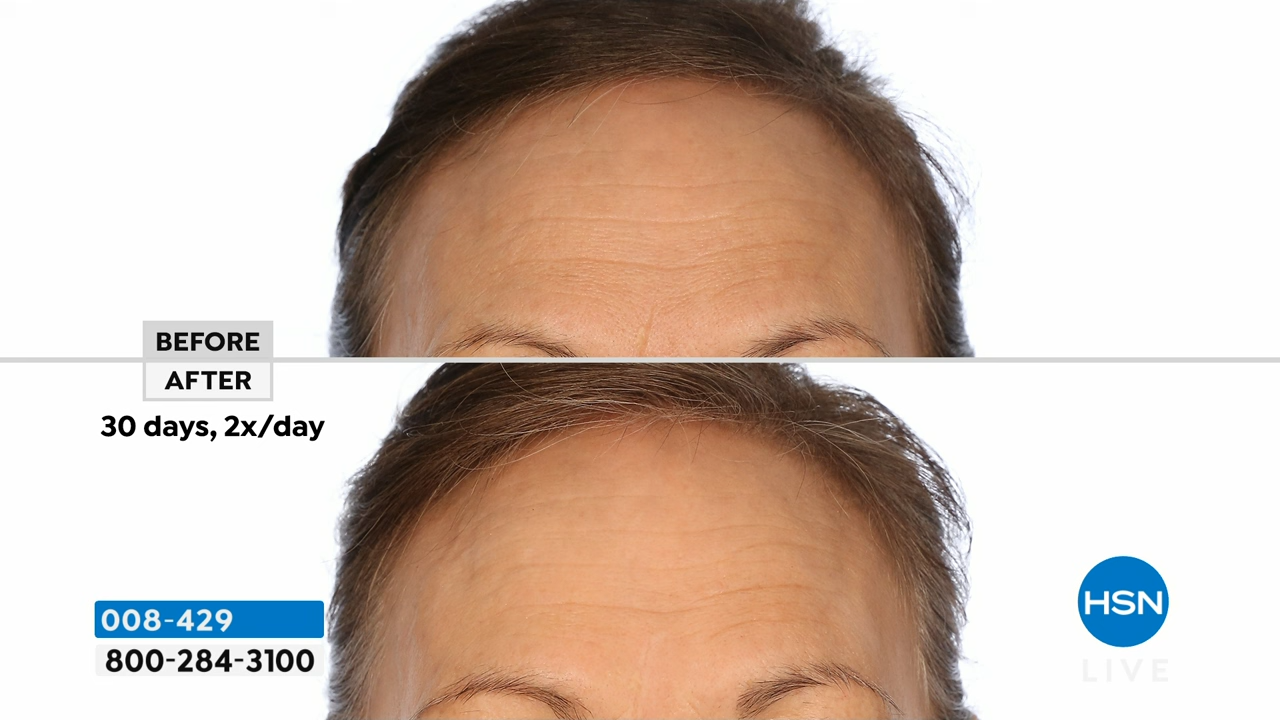 BEFORE
AFTER
30 days, 2x/day
008-429
800-284-3100
HSN
LIVE